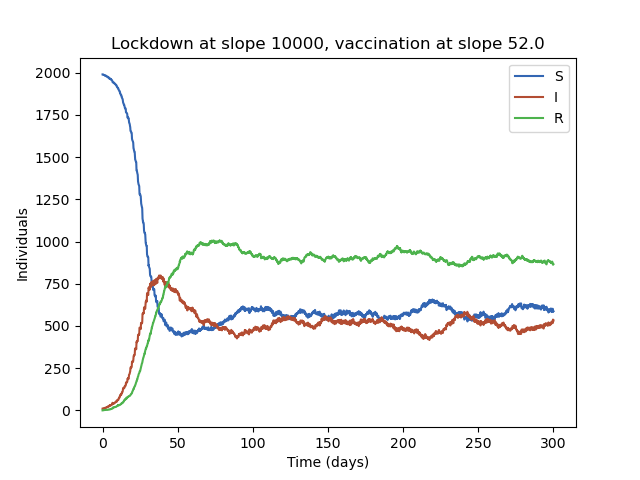 Lockdown at slope 10000, vaccination at slope 52.0
S
I
R
2000
1750
1500
1250
1000
750
500
250
0
Individuals
0 50 100 150 200 250 300
Time (days)